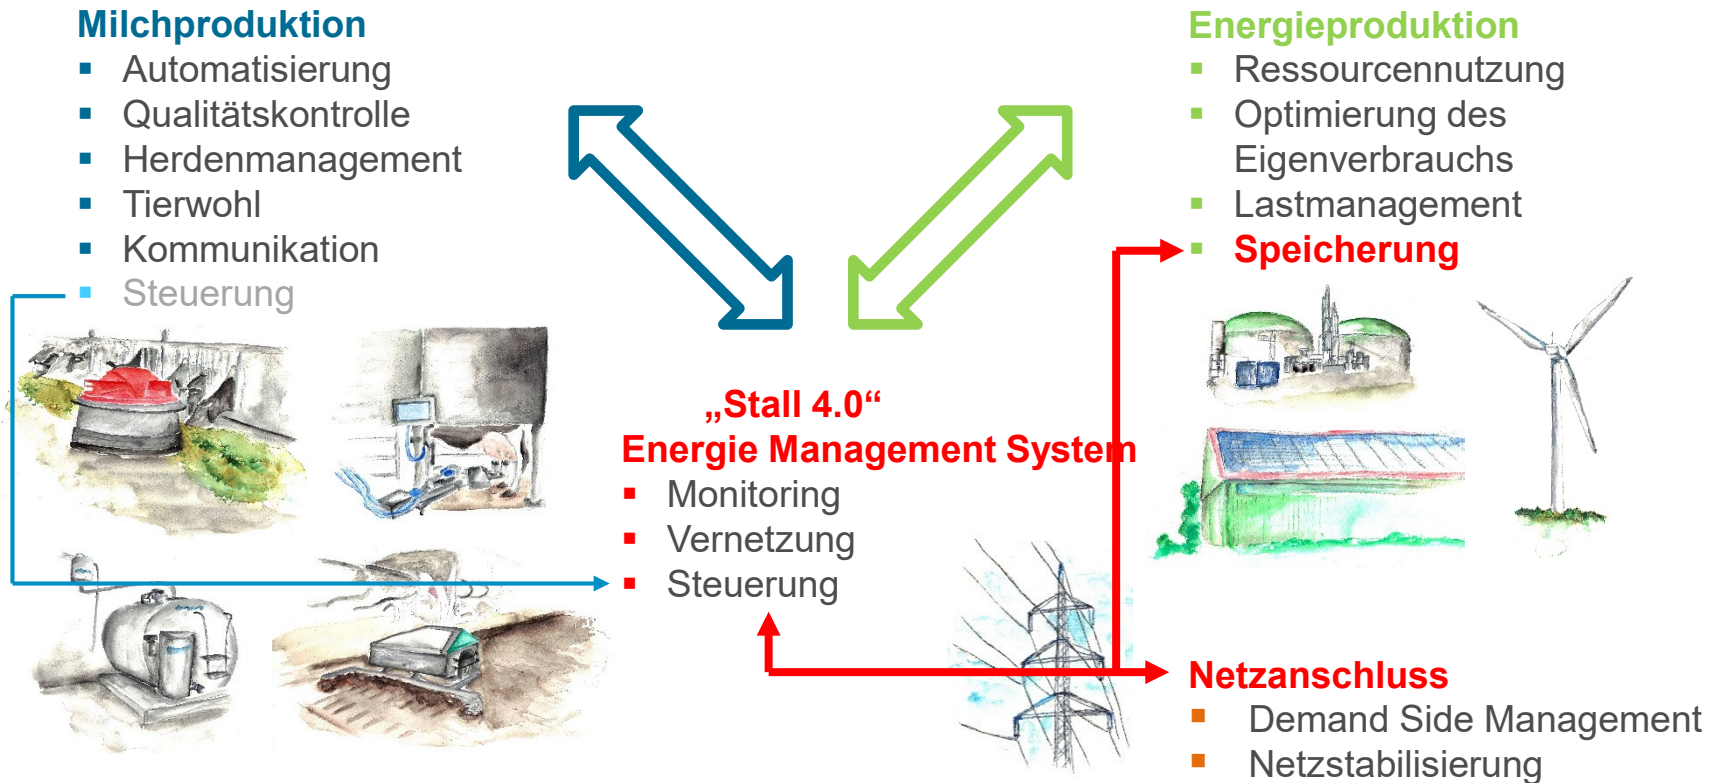 Milchproduktion
▪ Automatisierung
▪ Qualitätskontrolle
▪ Herdenmanagement
▪ Tierwohl
▪ Kommunikation
▪ Steuerung
Energieproduktion
▪ Ressourcennutzung
▪ Optimierung des
Eigenverbrauchs
▪ Lastmanagement
▪ Speicherung
„Stall 4.0“
Energie Management System
▪ Monitoring
▪ Vernetzung
▪ Steuerung
Netzanschluss
▪ Demand Side Management
▪ Netzstabilisierung